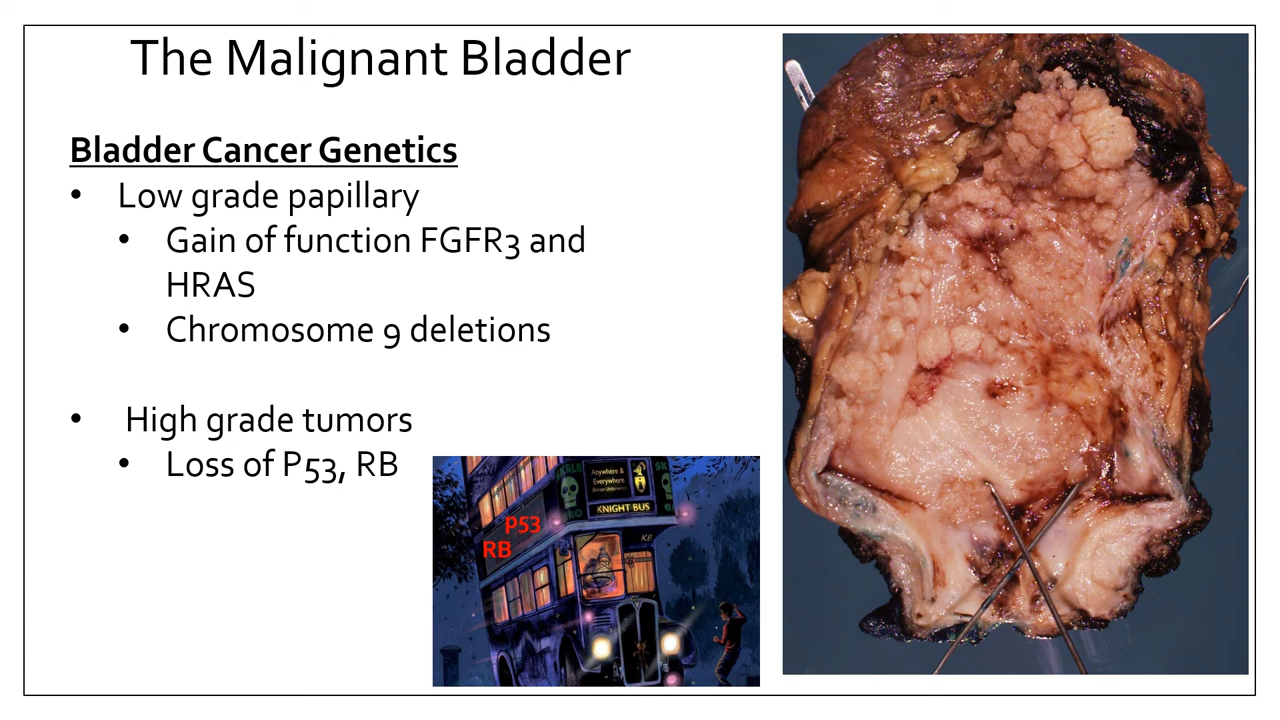 The Malignant Bladder
Bladder Cancer Genetics
• Low grade papillary
• Gain of function FGFR3 and
HRAS
• Chromosome 9 deletions
• High grade tumors
• Loss of P53, RB
Anywhere &
Everywhere
KNIGHT BUS
KB
p53
RB